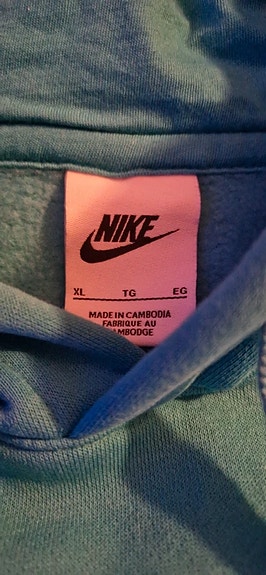 NIKE
XL TG EG
MADE IN CAMBODIA
FABRIQUE AU
CAMBODGE